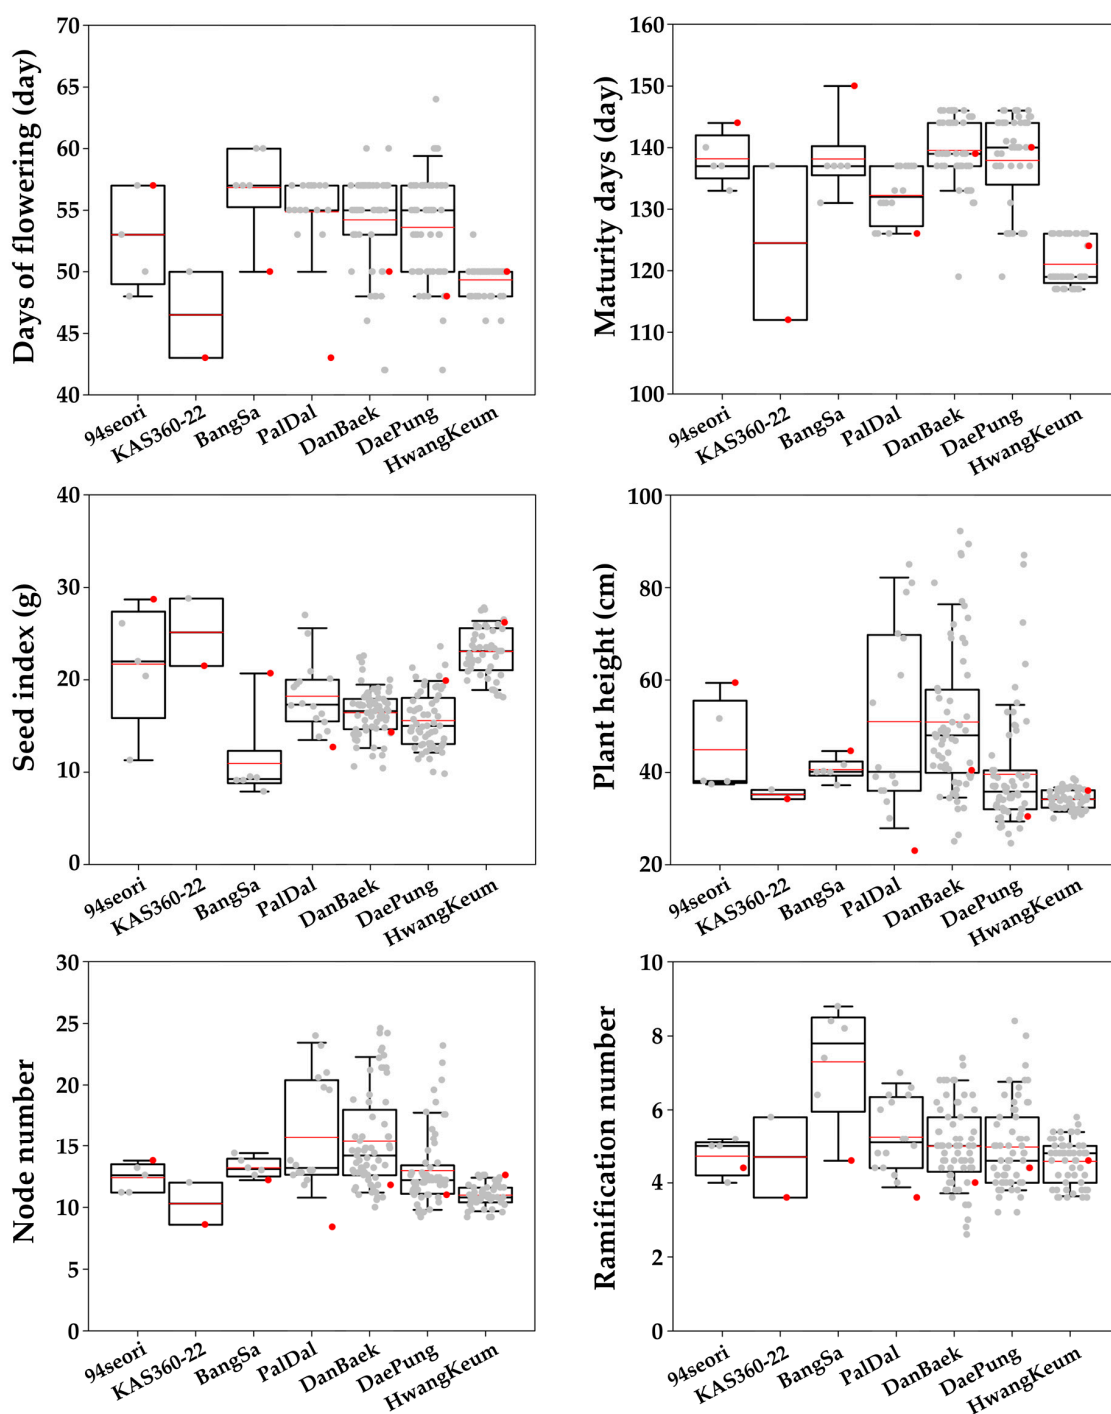 Days of flowering (day)
70
65
60
55
50
45
40
94seori
KAS360-22
BangSa
PalDal
DanBaek
DaePung
HwangKeum
Maturity days (day)
160
150
140
130
120
110
100
94seori
KAS360-22
BangSa
PalDal
DanBaek
DaePung
HwangKeum
Seed index (g)
40
30
20
10
0
94seori
KAS360-22
BangSa
PalDal
DanBaek
DaePung
HwangKeum
Plant height (cm)
100
80
60
40
20
94seori
KAS360-22
BangSa
PalDal
DanBaek
DaePung
HwangKeum
Node number
30
25
20
15
10
5
0
94seori
KAS360-22
BangSa
PalDal
DanBaek
DaePung
HwangKeum
Ramification number
10
8
6
4
2
0
94seori
KAS360-22
BangSa
PalDal
DanBaek
DaePung
HwangKeum